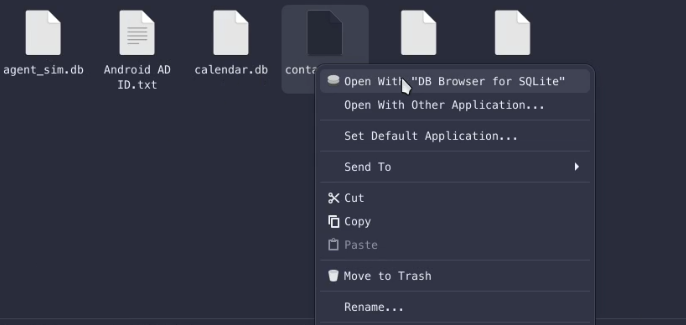 agent_sim.db
Android AD
ID.txt
calendar.db
conta
Open With "DB Browser for SQLite"
Open With Other Application...
Set Default Application...
Send To
Cut
Copy
Paste
Move to Trash
Rename...